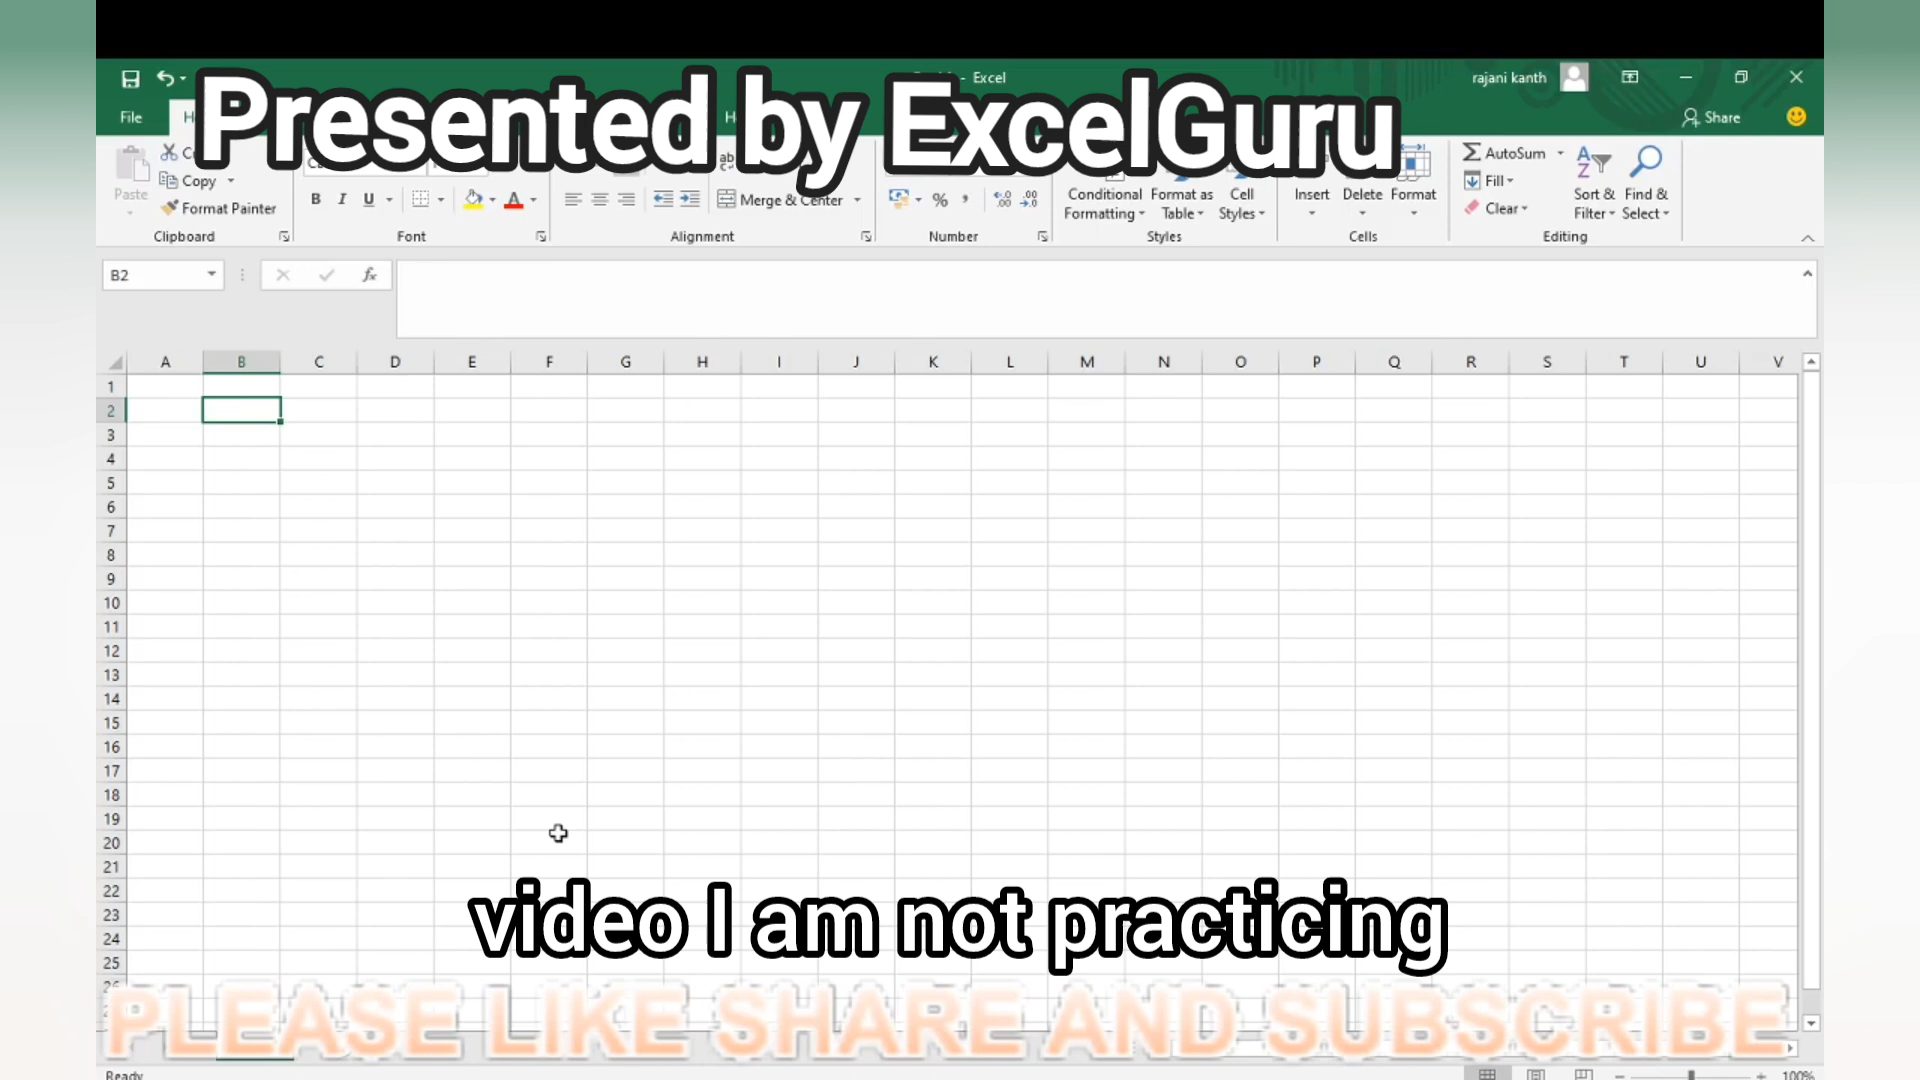 - Excel
rajani kanth
Presented by ExcelGuru
File
Share
Paste
Copy
Format Painter
Clipboard
B I U
Font
Merge & Center
Alignment
%
Number
Conditional Formatting
Format as Table
Cell Styles
Styles
Insert
Delete
Format
Cells
AutoSum
Fill
Clear
Sort & Filter
Find & Select
Editing
B2
fx
A B C D E F G H I J K L M N O P Q R S T U V
1
2
3
4
5
6
7
8
9
10
11
12
13
14
15
16
17
18
19
20
21
22
23
24
25
video I am not practicing
PLEASE LIKE SHARE AND SUBSCRIBE
Ready
100%